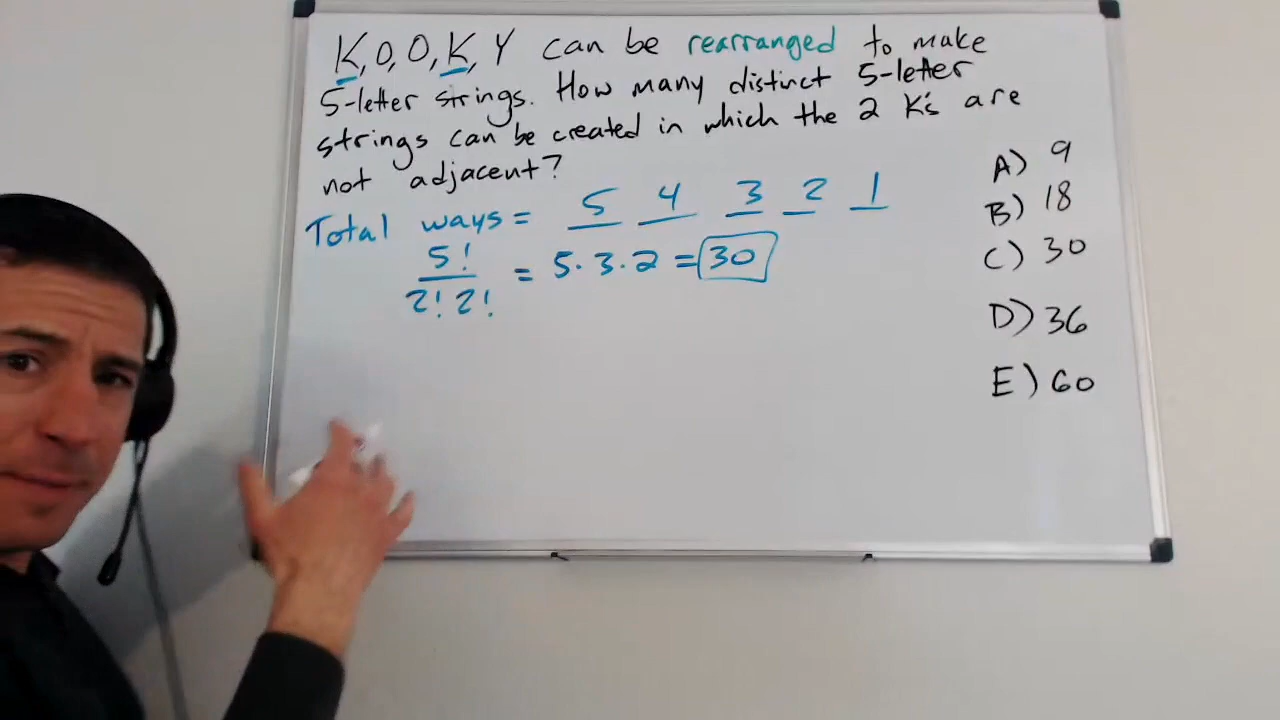 K, O, O, K, Y can be rearranged to make
5-letter strings. How many distinct 5-letter
strings can be created in which the 2 K's are
not adjacent?
Total ways = 5 4 3 2 1
5!
2! 2!
= 5·3·2 = 30
A) 9
B) 18
C) 30
D) 36
E) 60